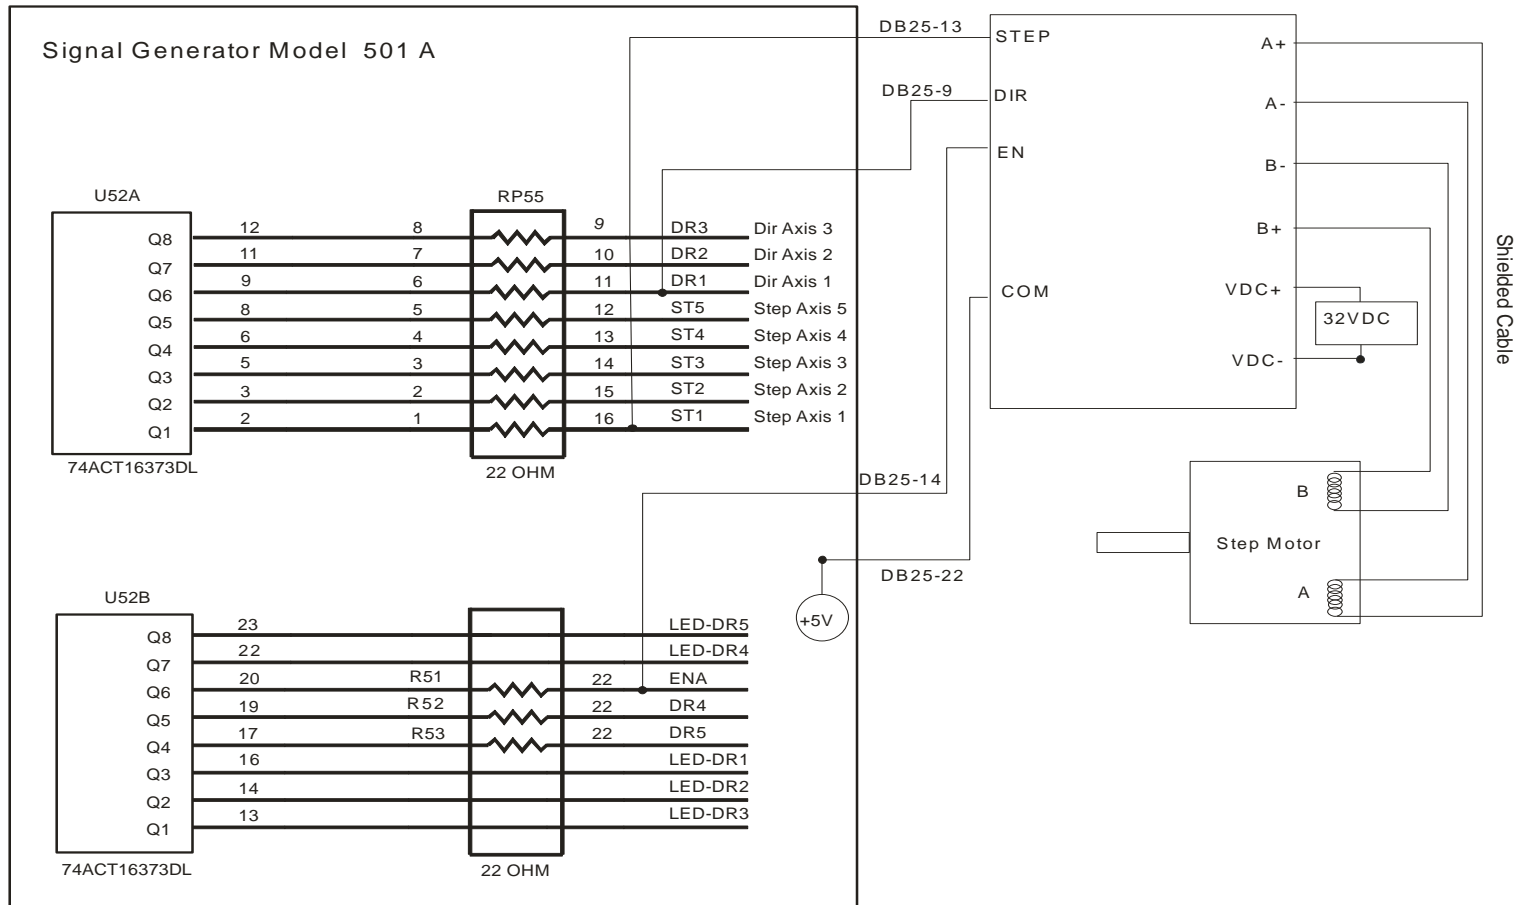 Signal Generator Model 501 A
U52A
RP55
Q8 12 8 9 DR3 Dir Axis 3
Q7 11 7 10 DR2 Dir Axis 2
Q6 9 6 11 DR1 Dir Axis 1
Q5 8 5 12 ST5 Step Axis 5
Q4 6 4 13 ST4 Step Axis 4
Q3 5 3 14 ST3 Step Axis 3
Q2 3 2 15 ST2 Step Axis 2
Q1 2 1 16 ST1 Step Axis 1
74ACT16373DL
22 OHM
U52B
Q8 23 LED-DR5
Q7 22 LED-DR4
Q6 20 R51 22 ENA
Q5 19 R52 22 DR4
Q4 17 R53 22 DR5
Q3 16 LED-DR1
Q2 14 LED-DR2
Q1 13 LED-DR3
74ACT16373DL
22 OHM
+5V
DB25-13
DB25-9
DB25-14
DB25-22
STEP
DIR
EN
COM
A+
A-
B-
B+
VDC+
32VDC
VDC-
Shielded Cable
B
Step Motor
A